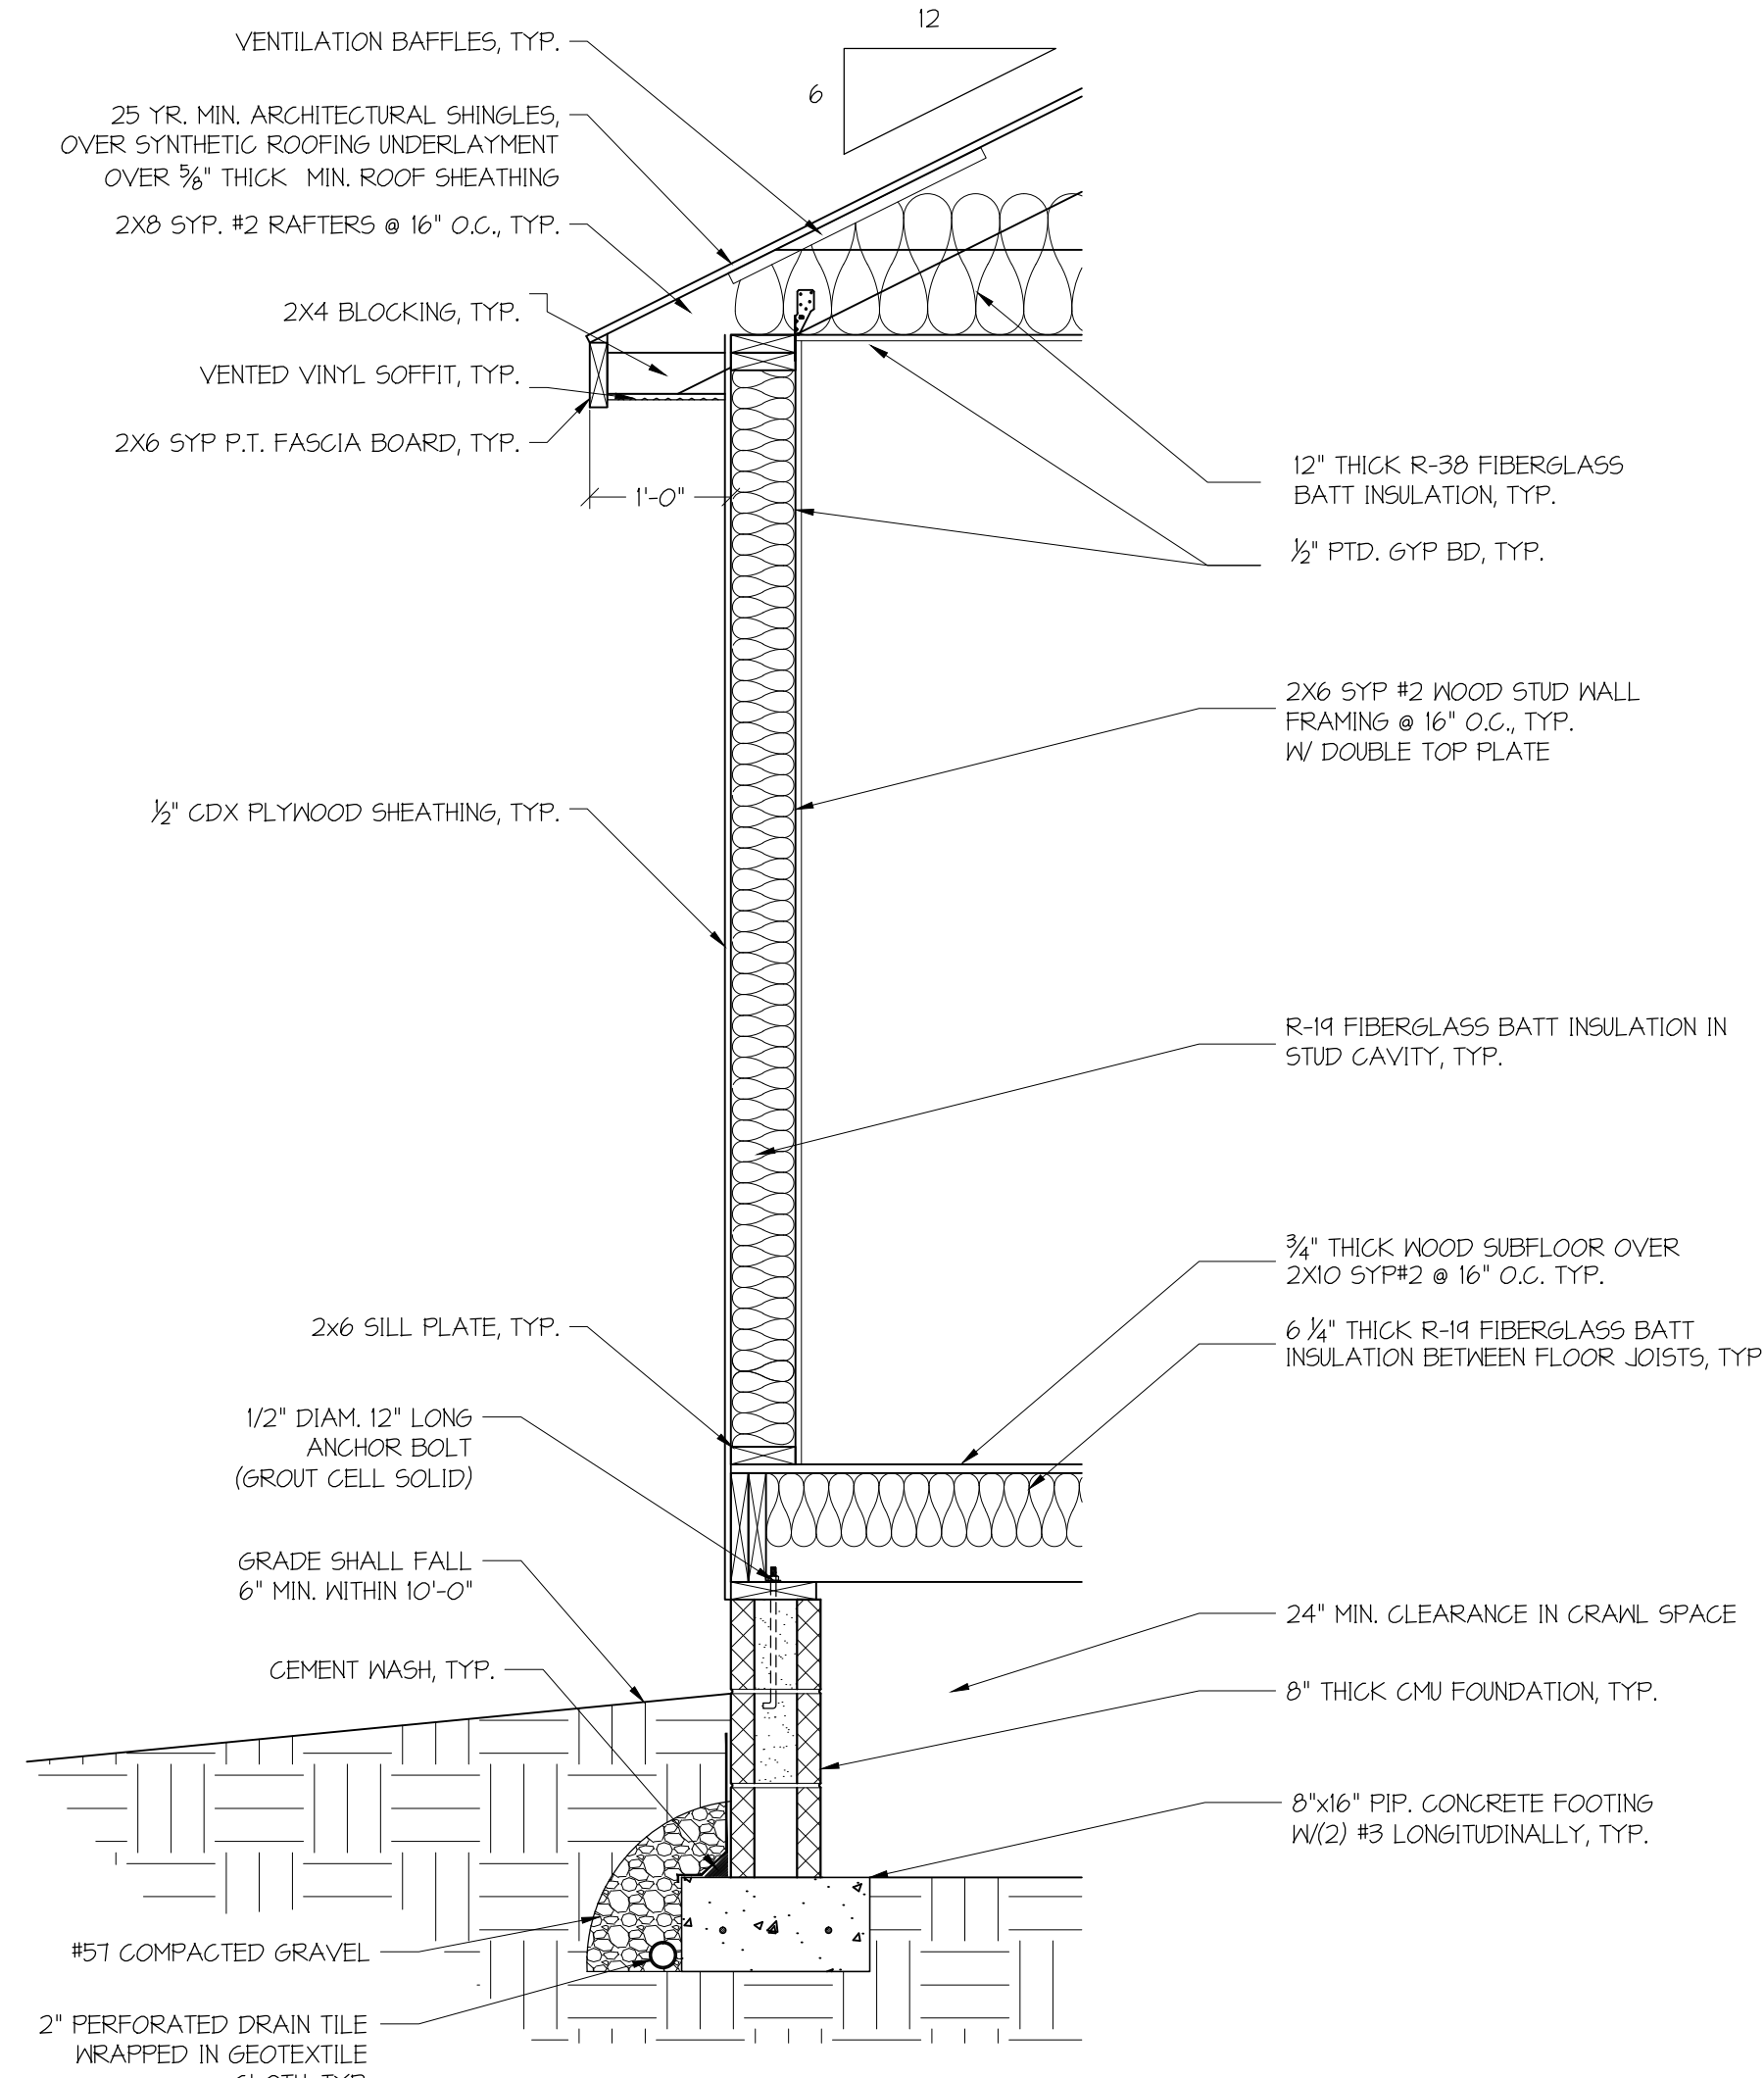 12
6
VENTILATION BAFFLES, TYP.
25 YR. MIN. ARCHITECTURAL SHINGLES,
OVER SYNTHETIC ROOFING UNDERLAYMENT
OVER ⅝" THICK MIN. ROOF SHEATHING
2X8 SYP. #2 RAFTERS @ 16" O.C., TYP.
2X4 BLOCKING, TYP.
VENTED VINYL SOFFIT, TYP.
2X6 SYP P.T. FASCIA BOARD, TYP.
1'-0"
12" THICK R-38 FIBERGLASS
BATT INSULATION, TYP.
½" PTD. GYP BD, TYP.
2X6 SYP #2 WOOD STUD WALL
FRAMING @ 16" O.C., TYP.
W/ DOUBLE TOP PLATE
½" CDX PLYWOOD SHEATHING, TYP.
R-19 FIBERGLASS BATT INSULATION IN
STUD CAVITY, TYP.
¾" THICK WOOD SUBFLOOR OVER
2X10 SYP#2 @ 16" O.C. TYP.
6 ¼" THICK R-19 FIBERGLASS BATT
INSULATION BETWEEN FLOOR JOISTS, TYP
2x6 SILL PLATE, TYP.
1/2" DIAM. 12" LONG
ANCHOR BOLT
(GROUT CELL SOLID)
GRADE SHALL FALL
6" MIN. WITHIN 10'-0"
CEMENT WASH, TYP.
24" MIN. CLEARANCE IN CRAWL SPACE
8" THICK CMU FOUNDATION, TYP.
8"x16" PIP. CONCRETE FOOTING
W/(2) #3 LONGITUDINALLY, TYP.
#57 COMPACTED GRAVEL
2" PERFORATED DRAIN TILE
WRAPPED IN GEOTEXTILE